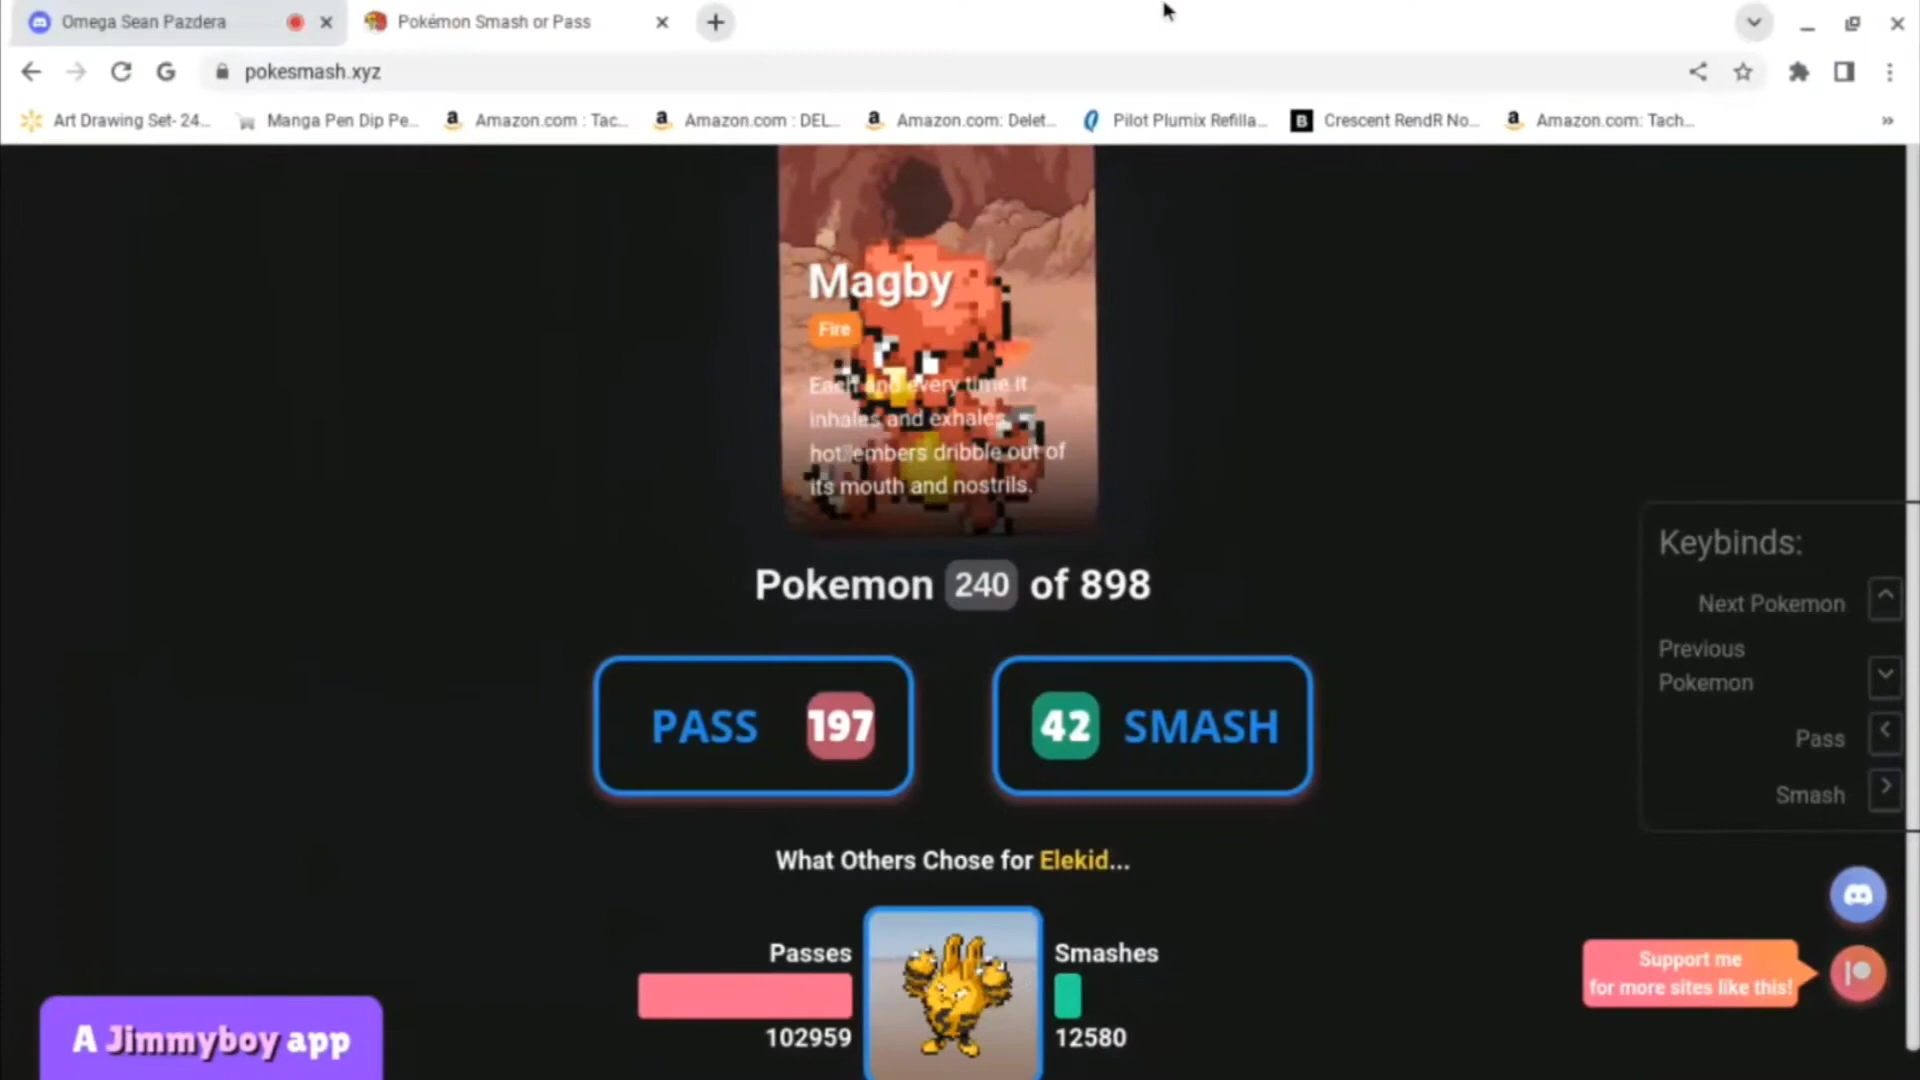 Omega Sean Pazdera
Pokémon Smash or Pass
pokesmash.xyz
Art Drawing Set- 24...
Manga Pen Dip Pe...
Amazon.com : Tac...
Amazon.com : DEL...
Amazon.com: Delet...
Pilot Plumix Refilla...
Crescent RendR No...
Amazon.com: Tach...
Magby
Fire
Each and every time it
inhales and exhales,
hot embers dribble out of
its mouth and nostrils.
Pokemon 240 of 898
PASS 197
42 SMASH
Keybinds:
Next Pokemon
Previous
Pokemon
Pass
Smash
What Others Chose for Elekid...
Passes
102959
Smashes
12580
Support me
for more sites like this!
A Jimmyboy app